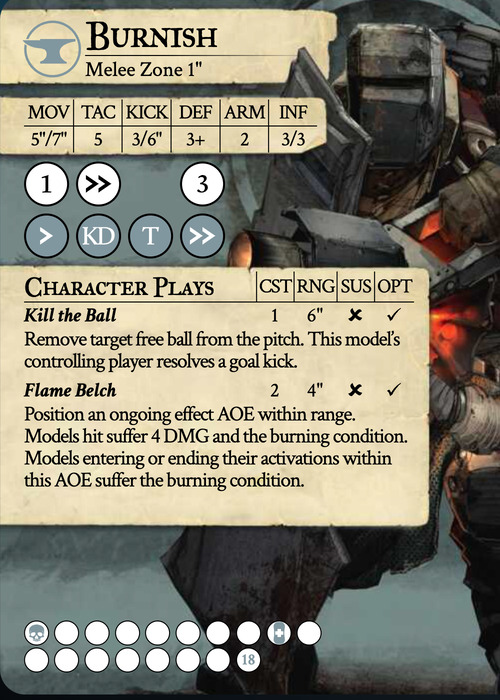 BURNISH
Melee Zone 1"
MOV TAC KICK DEF ARM INF
5"/7" 5 3/6" 3+ 2 3/3
1 >> 3
> KD T >>
CHARACTER PLAYS CST RNG SUS OPT
Kill the Ball 1 6" ✘ ✓
Remove target free ball from the pitch. This model's
controlling player resolves a goal kick.
Flame Belch 2 4" ✘ ✓
Position an ongoing effect AOE within range.
Models hit suffer 4 DMG and the burning condition.
Models entering or ending their activations within
this AOE suffer the burning condition.
18